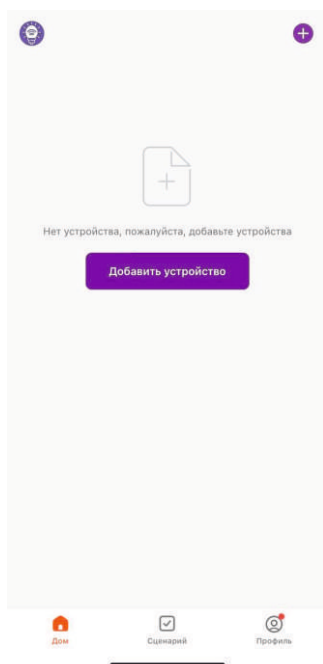 Нет устройства, пожалуйста, добавьте устройства
Добавить устройство
Дом
Сценарий
Профиль